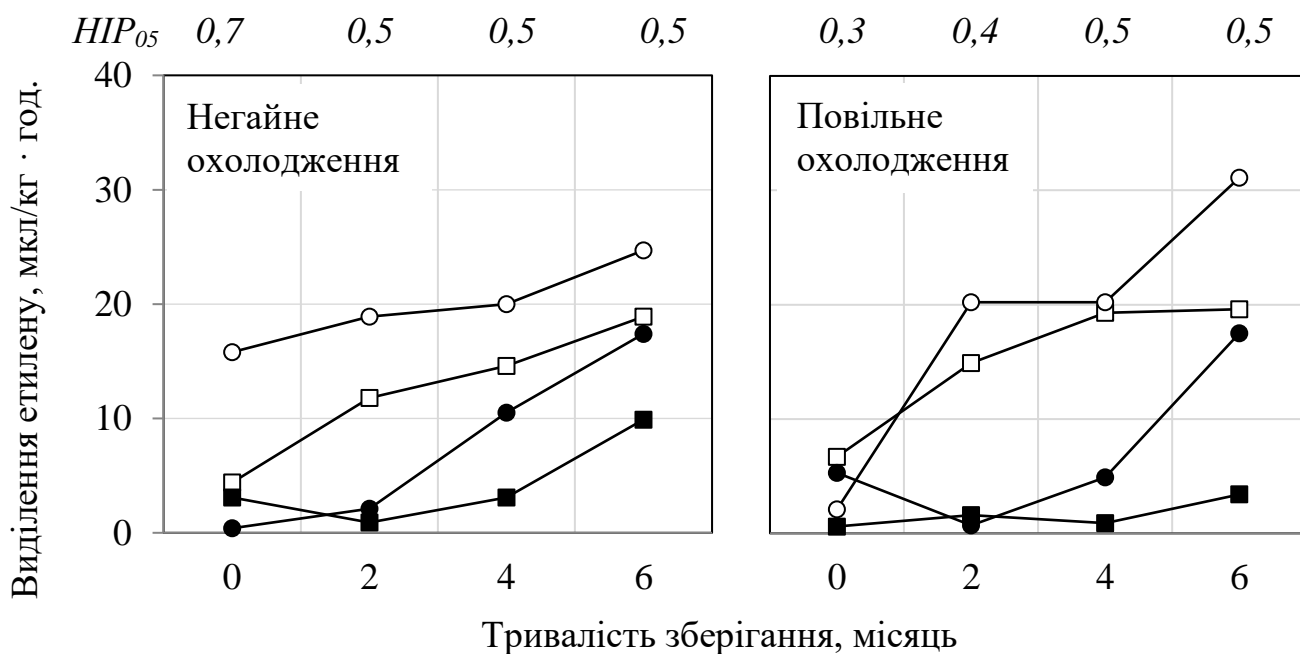 НІР05 0,7 0,5 0,5 0,5 0,3 0,4 0,5 0,5
Виділення етилену, мкл/кг · год.
40
30
20
10
0
Негайне
охолодження
Повільне
охолодження
0 2 4 6 0 2 4 6
Тривалість зберігання, місяць